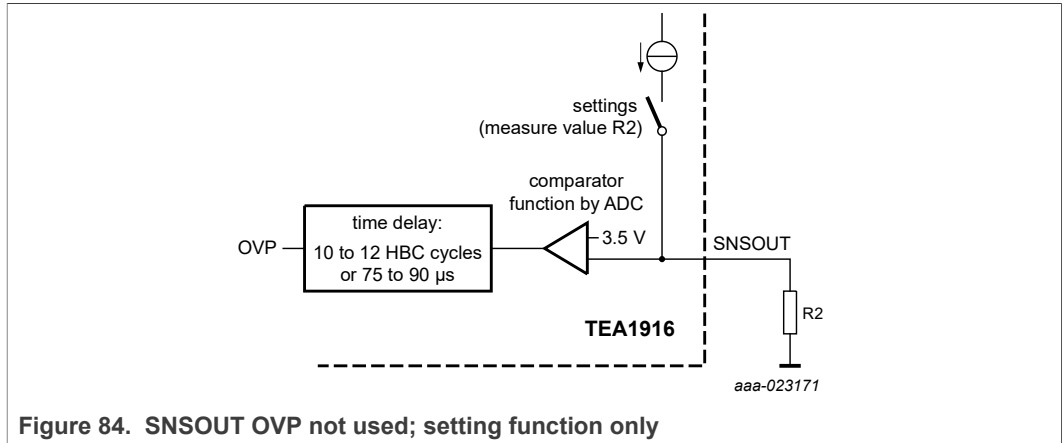 settings
(measure value R2)
comparator
function by ADC
time delay:
10 to 12 HBC cycles
or 75 to 90 µs
OVP
3.5 V
SNSOUT
R2
TEA1916
aaa-023171
Figure 84. SNSOUT OVP not used; setting function only